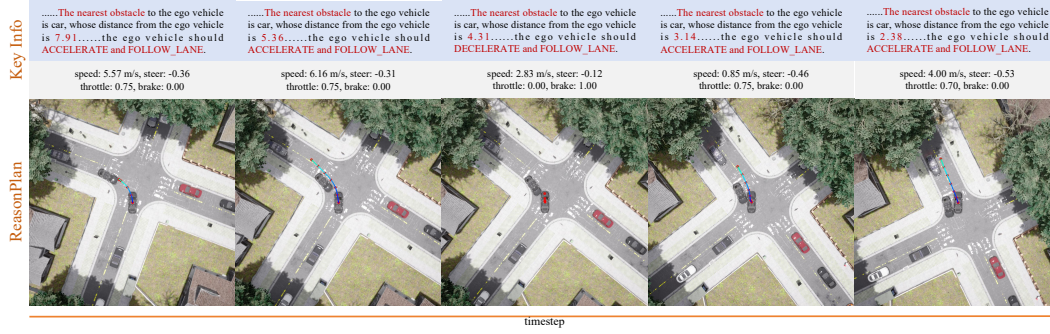 Key Info
......The nearest obstacle to the ego vehicle
is car, whose distance from the ego vehicle
is 7.91......the ego vehicle should
ACCELERATE and FOLLOW_LANE.
speed: 5.57 m/s, steer: -0.36
throttle: 0.75, brake: 0.00
......The nearest obstacle to the ego vehicle
is car, whose distance from the ego vehicle
is 5.36......the ego vehicle should
ACCELERATE and FOLLOW_LANE.
speed: 6.16 m/s, steer: -0.31
throttle: 0.75, brake: 0.00
......The nearest obstacle to the ego vehicle
is car, whose distance from the ego vehicle
is 4.31......the ego vehicle should
DECELERATE and FOLLOW_LANE.
speed: 2.83 m/s, steer: -0.12
throttle: 0.00, brake: 1.00
......The nearest obstacle to the ego vehicle
is car, whose distance from the ego vehicle
is 3.14......the ego vehicle should
ACCELERATE and FOLLOW_LANE.
speed: 0.85 m/s, steer: -0.46
throttle: 0.75, brake: 0.00
......The nearest obstacle to the ego vehicle
is car, whose distance from the ego vehicle
is 2.38......the ego vehicle should
ACCELERATE and FOLLOW_LANE.
speed: 4.00 m/s, steer: -0.53
throttle: 0.70, brake: 0.00
ReasonPlan
timestep